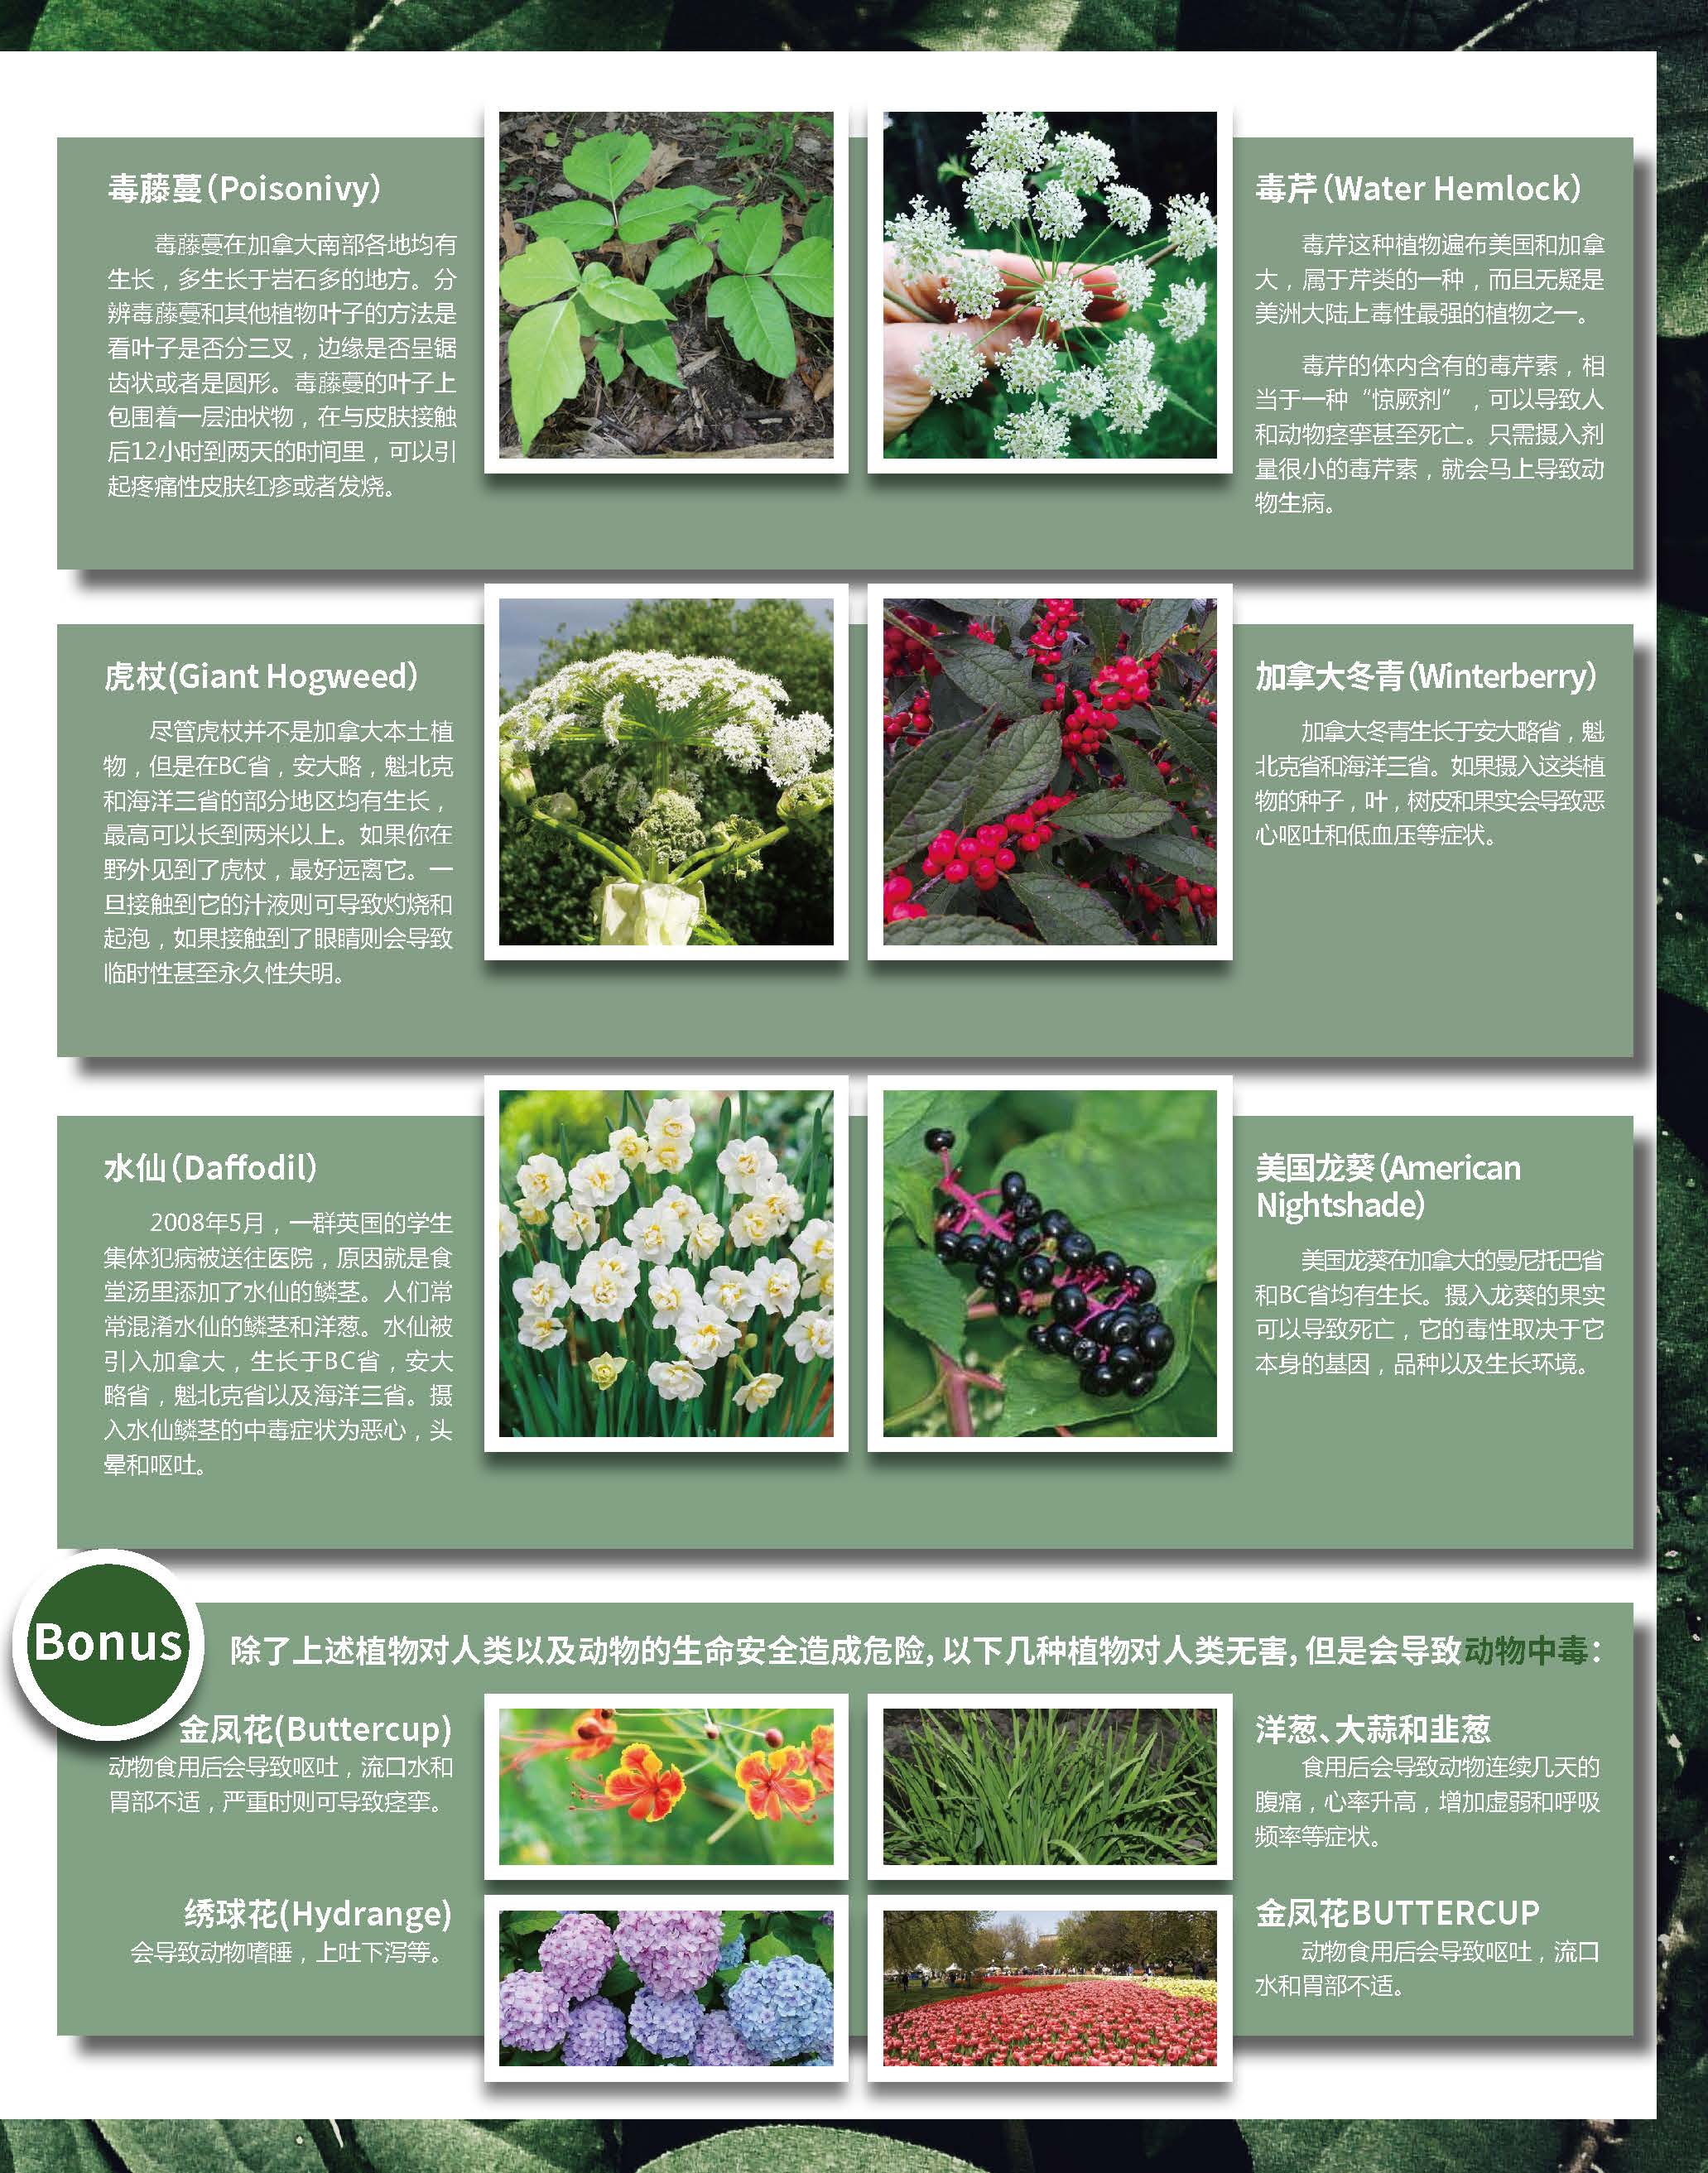 毒藤蔓（Poisonivy）
毒藤蔓在加拿大南部各地均有
生长，多生长于岩石多的地方。分
辨毒藤蔓和其他植物叶子的方法是
看叶子是否分三叉，边缘是否呈锯
齿状或者是圆形。毒藤蔓的叶子上
包围着一层油状物，在与皮肤接触
后12小时到两天的时间里，可以引
起疼痛性皮肤红疹或者发烧。
毒芹（Water Hemlock）
毒芹这种植物遍布美国和加拿
大，属于芹类的一种，而且无疑是
美洲大陆上毒性最强的植物之一。
毒芹的体内含有的毒芹素，相
当于一种“惊厥剂”，可以导致人
和动物痉挛甚至死亡。只需摄入剂
量很小的毒芹素，就会马上导致动
物生病。
虎杖(Giant Hogweed）
尽管虎杖并不是加拿大本土植
物，但是在BC省，安大略，魁北克
和海洋三省的部分地区均有生长，
最高可以长到两米以上。如果你在
野外见到了虎杖，最好远离它。一
旦接触到它的汁液则可导致灼烧和
起泡，如果接触到了眼睛则会导致
临时性甚至永久性失明。
加拿大冬青（Winterberry）
加拿大冬青生长于安大略省，魁
北克省和海洋三省。如果摄入这类植
物的种子，叶，树皮和果实会导致恶
心呕吐和低血压等症状。
水仙（Daffodil）
2008年5月，一群英国的学生
集体犯病被送往医院，原因就是食
堂汤里添加了水仙的鳞茎。人们常
常混淆水仙的鳞茎和洋葱。水仙被
引入加拿大，生长于BC省，安大
略省，魁北克省以及海洋三省。摄
入水仙鳞茎的中毒症状为恶心，头
晕和呕吐。
美国龙葵（American
Nightshade）
美国龙葵在加拿大的曼尼托巴省
和BC省均有生长。摄入龙葵的果实
可以导致死亡，它的毒性取决于它
本身的基因，品种以及生长环境。
Bonus
除了上述植物对人类以及动物的生命安全造成危险，以下几种植物对人类无害，但是会导致动物中毒：
金凤花(Buttercup)
动物食用后会导致呕吐，流口水和
胃部不适，严重时则可导致痉挛。
洋葱、大蒜和韭葱
食用后会导致动物连续几天的
腹痛，心率升高，增加虚弱和呼吸
频率等症状。
绣球花(Hydrange)
会导致动物嗜睡，上吐下泻等。
金凤花BUTTERCUP
动物食用后会导致呕吐，流口
水和胃部不适。